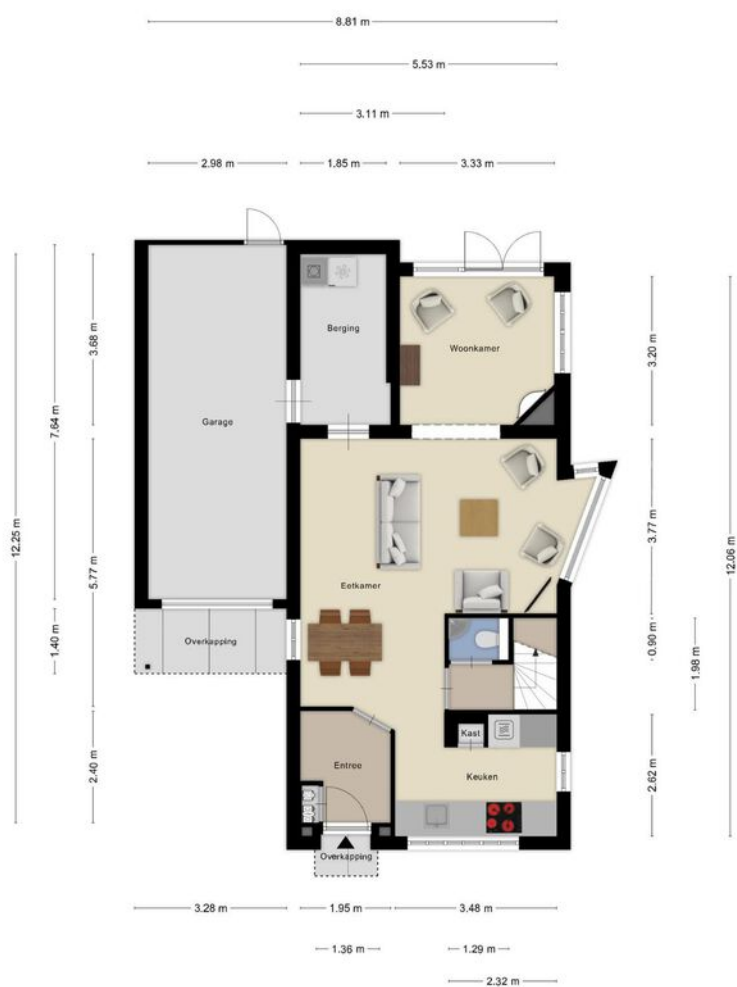 8.81 m
5.53 m
3.11 m
2.98 m
1.85 m
3.33 m
12.25 m
7.64 m
3.68 m
Berging
Woonkamer
3.20 m
Garage
12.06 m
5.77 m
3.77 m
Eetkamer
1.40 m
Overkapping
0.90 m
1.98 m
2.40 m
Entree
Kast
Keuken
2.62 m
Overkapping
3.28 m
1.95 m
3.48 m
1.36 m
1.29 m
2.32 m